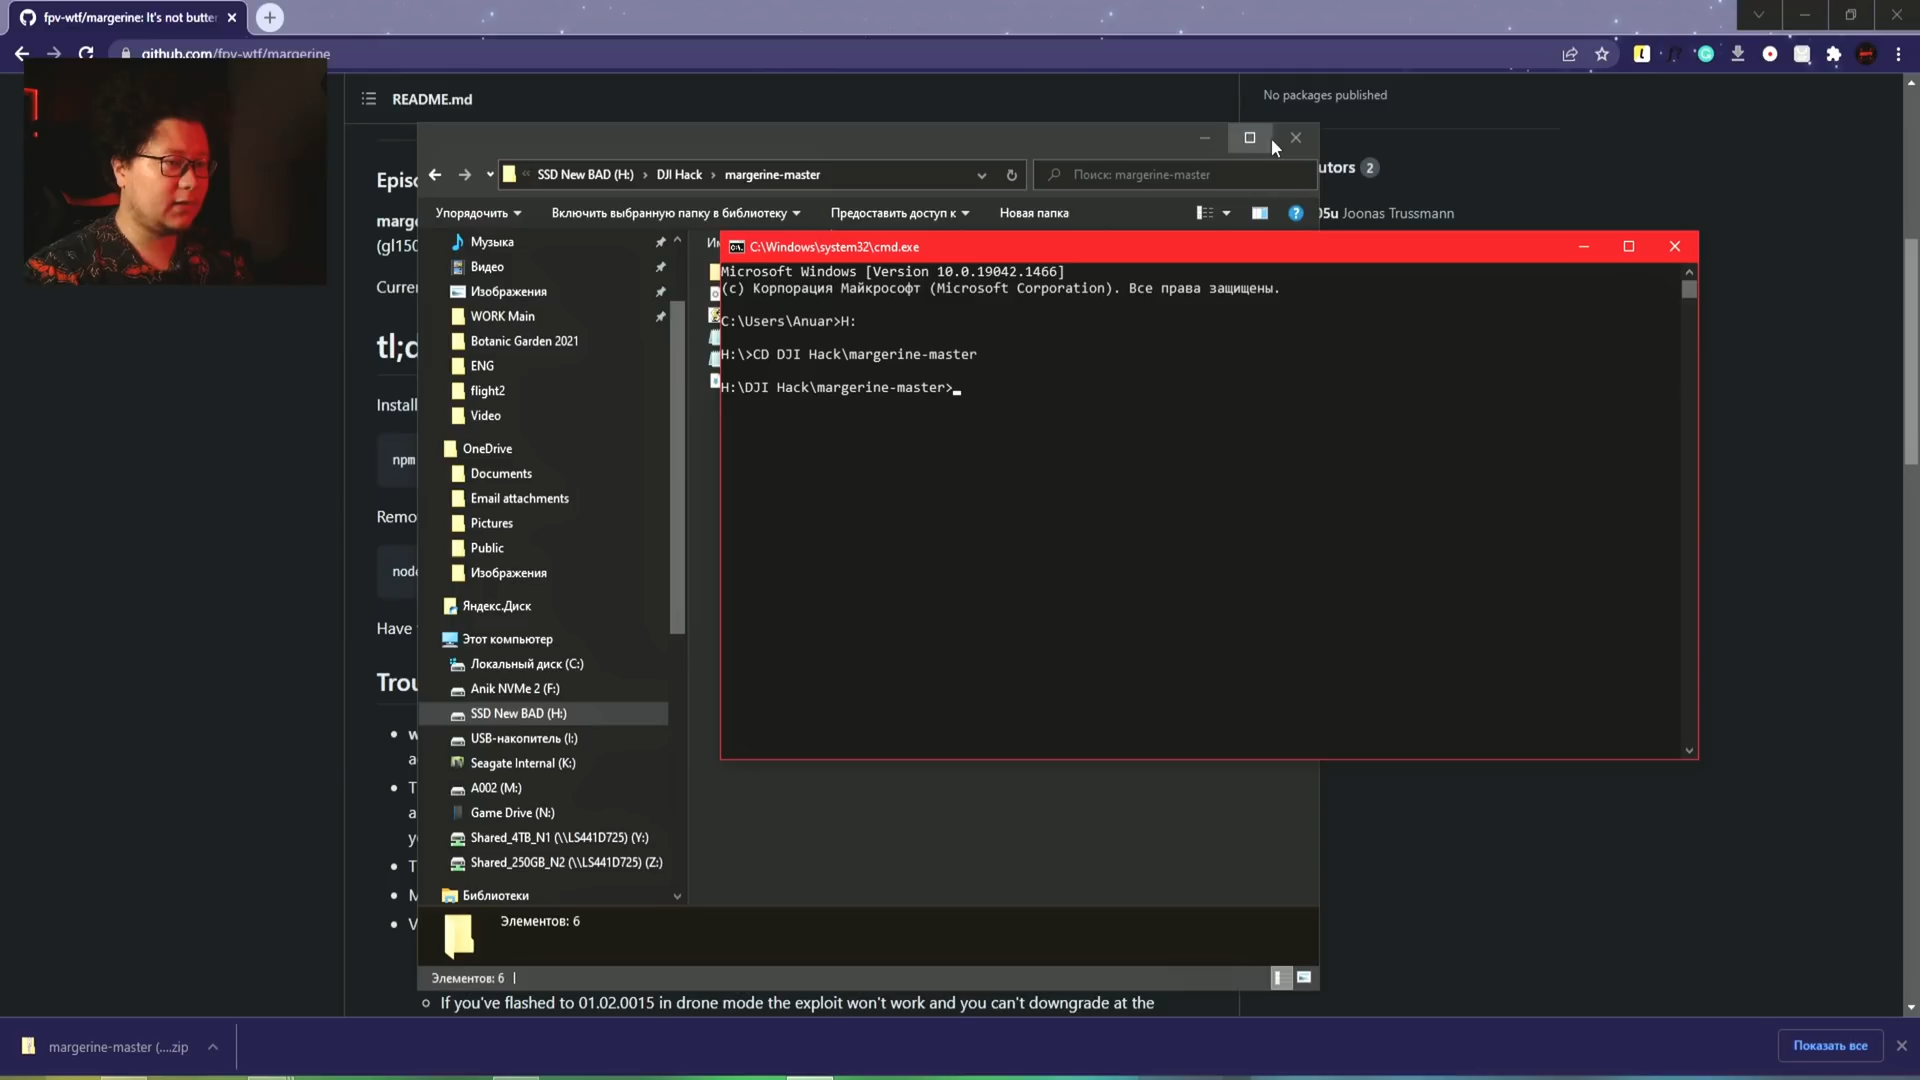 fpv-wtf/margerine: It's not butter
github.com/fpv-wtf/margerine
README.md
No packages published
utors 2
05u Joonas Trussmann
(gl150
tl;d
Install
npm
node
Have
SSD New BAD (H:) › DJI Hack › margerine-master
Поиск: margerine-master
Упорядочить
Включить выбранную папку в библиотеку
Предоставить доступ к
Новая папка
Музыка
Видео
Изображения
WORK Main
Botanic Garden 2021
ENG
flight2
Video
OneDrive
Documents
Email attachments
Pictures
Public
Изображения
Яндекс.Диск
Этот компьютер
Локальный диск (C:)
Anik NVMe 2 (F:)
SSD New BAD (H:)
USB-накопитель (I:)
Seagate Internal (K:)
A002 (M:)
Game Drive (N:)
Shared_4TB_N1 (\\LS441D725) (Y:)
Shared_250GB_N2 (\\LS441D725) (Z:)
Библиотеки
Элементов: 6
Элементов: 6
C:\Windows\system32\cmd.exe
Microsoft Windows [Version 10.0.19042.1466]
(c) Корпорация Майкрософт (Microsoft Corporation). Все права защищены.
C:\Users\Anuar>H:
H:\>CD DJI Hack\margerine-master
H:\DJI Hack\margerine-master>
If you've flashed to 01.02.0015 in drone mode the exploit won't work and you can't downgrade at the
margerine-master (....zip
Показать все